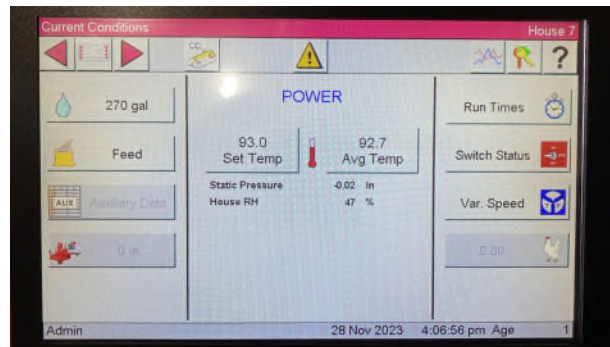 Current Conditions
House 7
CC
?
270 gal
POWER
Run Times
Feed
93.0
Set Temp
92.7
Avg Temp
Switch Status
Static Pressure -0.02 In
House RH 47 %
AUX
Auxiliary Data
Var. Speed
0 in
0.00
Admin
28 Nov 2023 4:06:56 pm Age 1